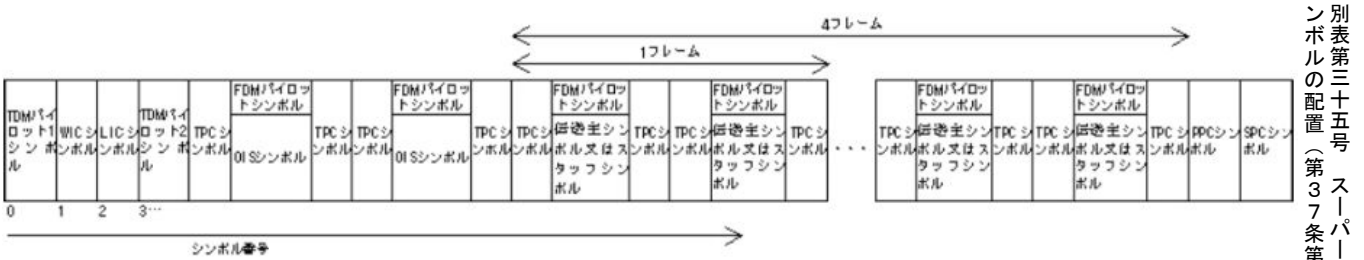 別表第三十五号 スーパー
ンボルの配置(第37条第
4フレーム
1フレーム
TDMパイ
ロット1
シンボ
ル
WICシ
ンボル
LICシ
ンボル
TDMパイ
ロット2
シンボ
ル
TPCシ
ンボル
FDMパイロッ
トシンボル
OISシンボル
TPCシ
ンボル
TPCシ
ンボル
FDMパイロッ
トシンボル
OISシンボル
TPCシ
ンボル
TPCシ
ンボル
FDMパイロッ
トシンボル
伝送主シン
ボル又はス
タッフシン
ボル
TPCシ
ンボル
TPCシ
ンボル
FDMパイロッ
トシンボル
伝送主シン
ボル又はス
タッフシン
ボル
TPCシ
ンボル
・・・
TPCシ
ンボル
FDMパイロッ
トシンボル
伝送主シン
ボル又はス
タッフシン
ボル
TPCシ
ンボル
TPCシ
ンボル
FDMパイロッ
トシンボル
伝送主シン
ボル又はス
タッフシン
ボル
TPCシ
ンボル
PPCシン
ボル
SPCシン
ボル
0 1 2 3…
シンボル番号